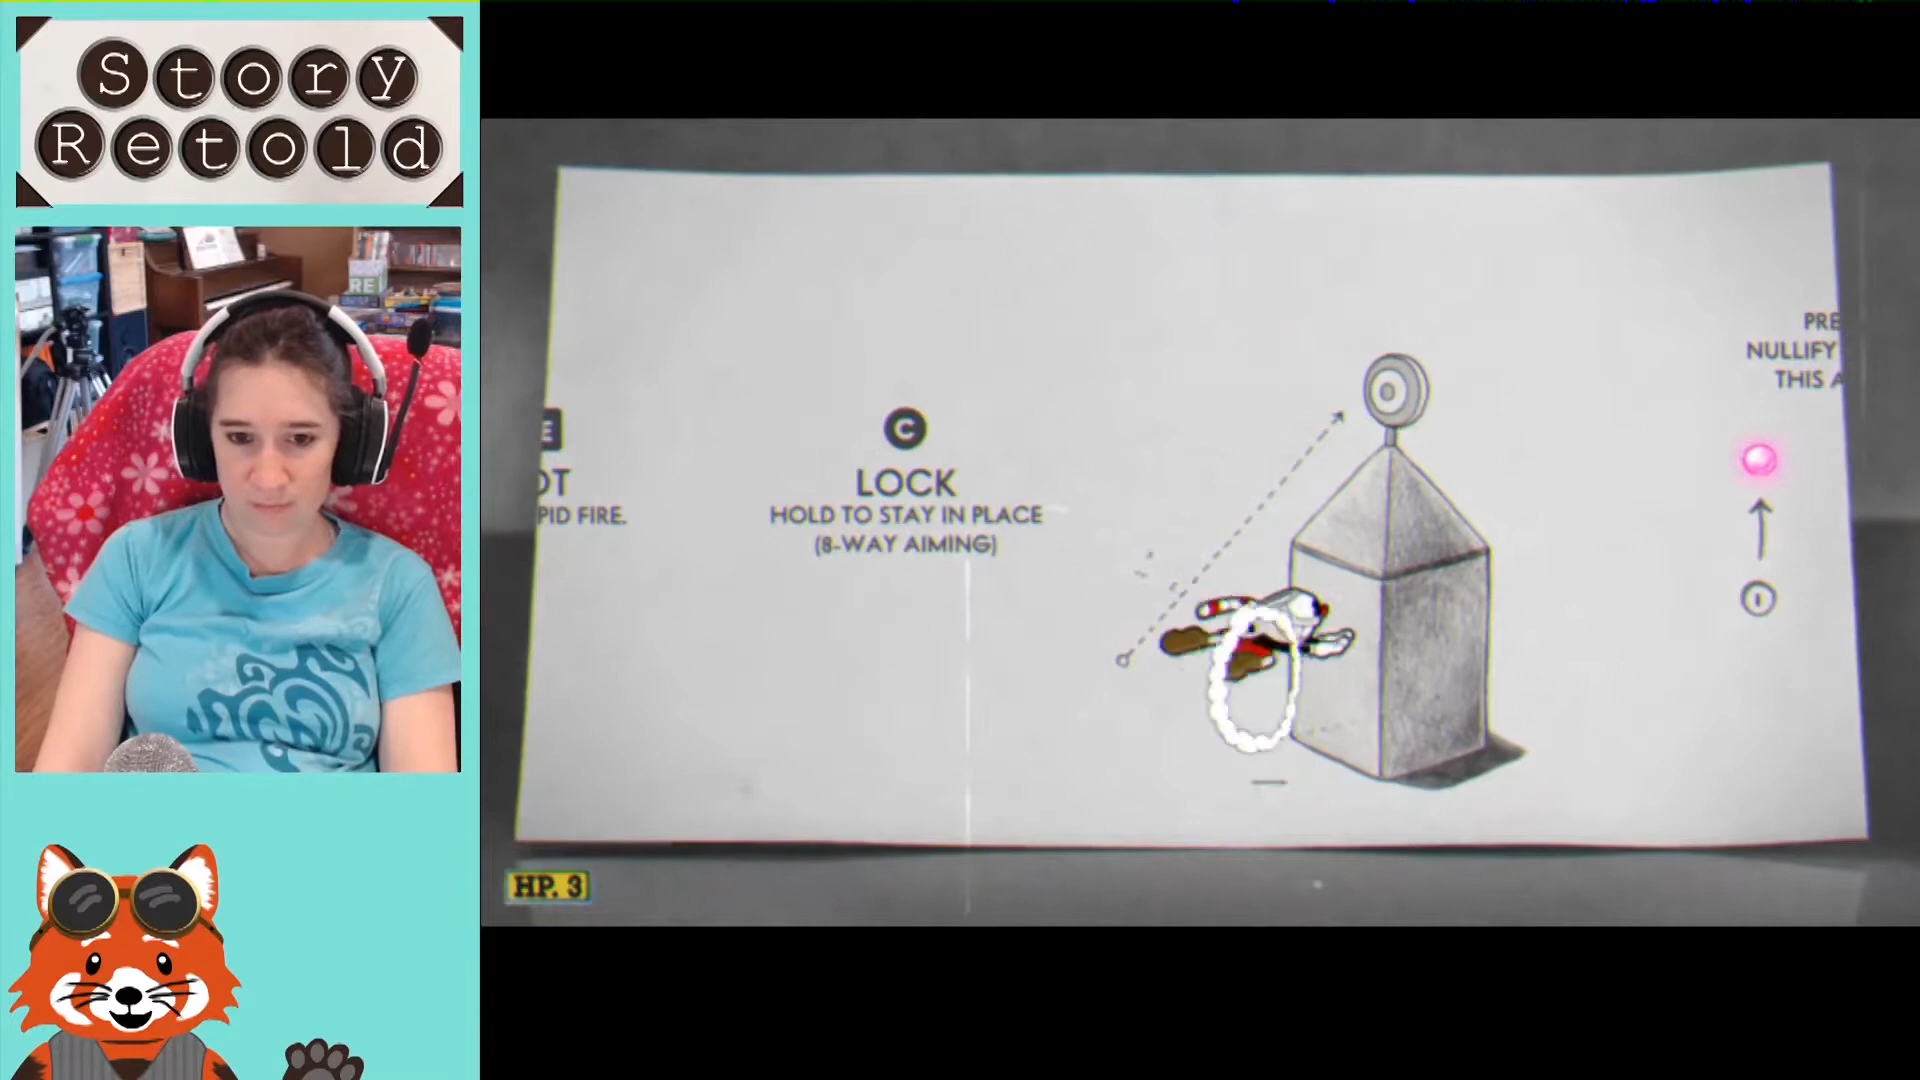 Story
Retold
RE
E
OT
PID FIRE.
C
LOCK
HOLD TO STAY IN PLACE
(8-WAY AIMING)
PRE
NULLIFY
THIS A
HP. 3